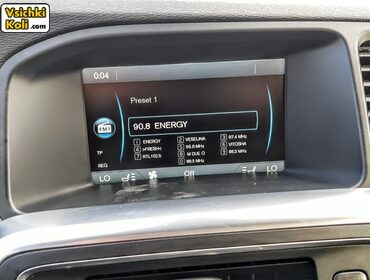 Vsichki
Koli.com
0:04
Preset 1
90.8 ENERGY
FM1
1 ENERGY 2 VESELINA 3 97.4 MHz
4 >FRESH< 5 95.8 MHz 6 VITOSHA
7 RTL102.5 8 M DUE O 9 88.3 MHz
0 88.3 MHz
TP
REG
LO Off LO